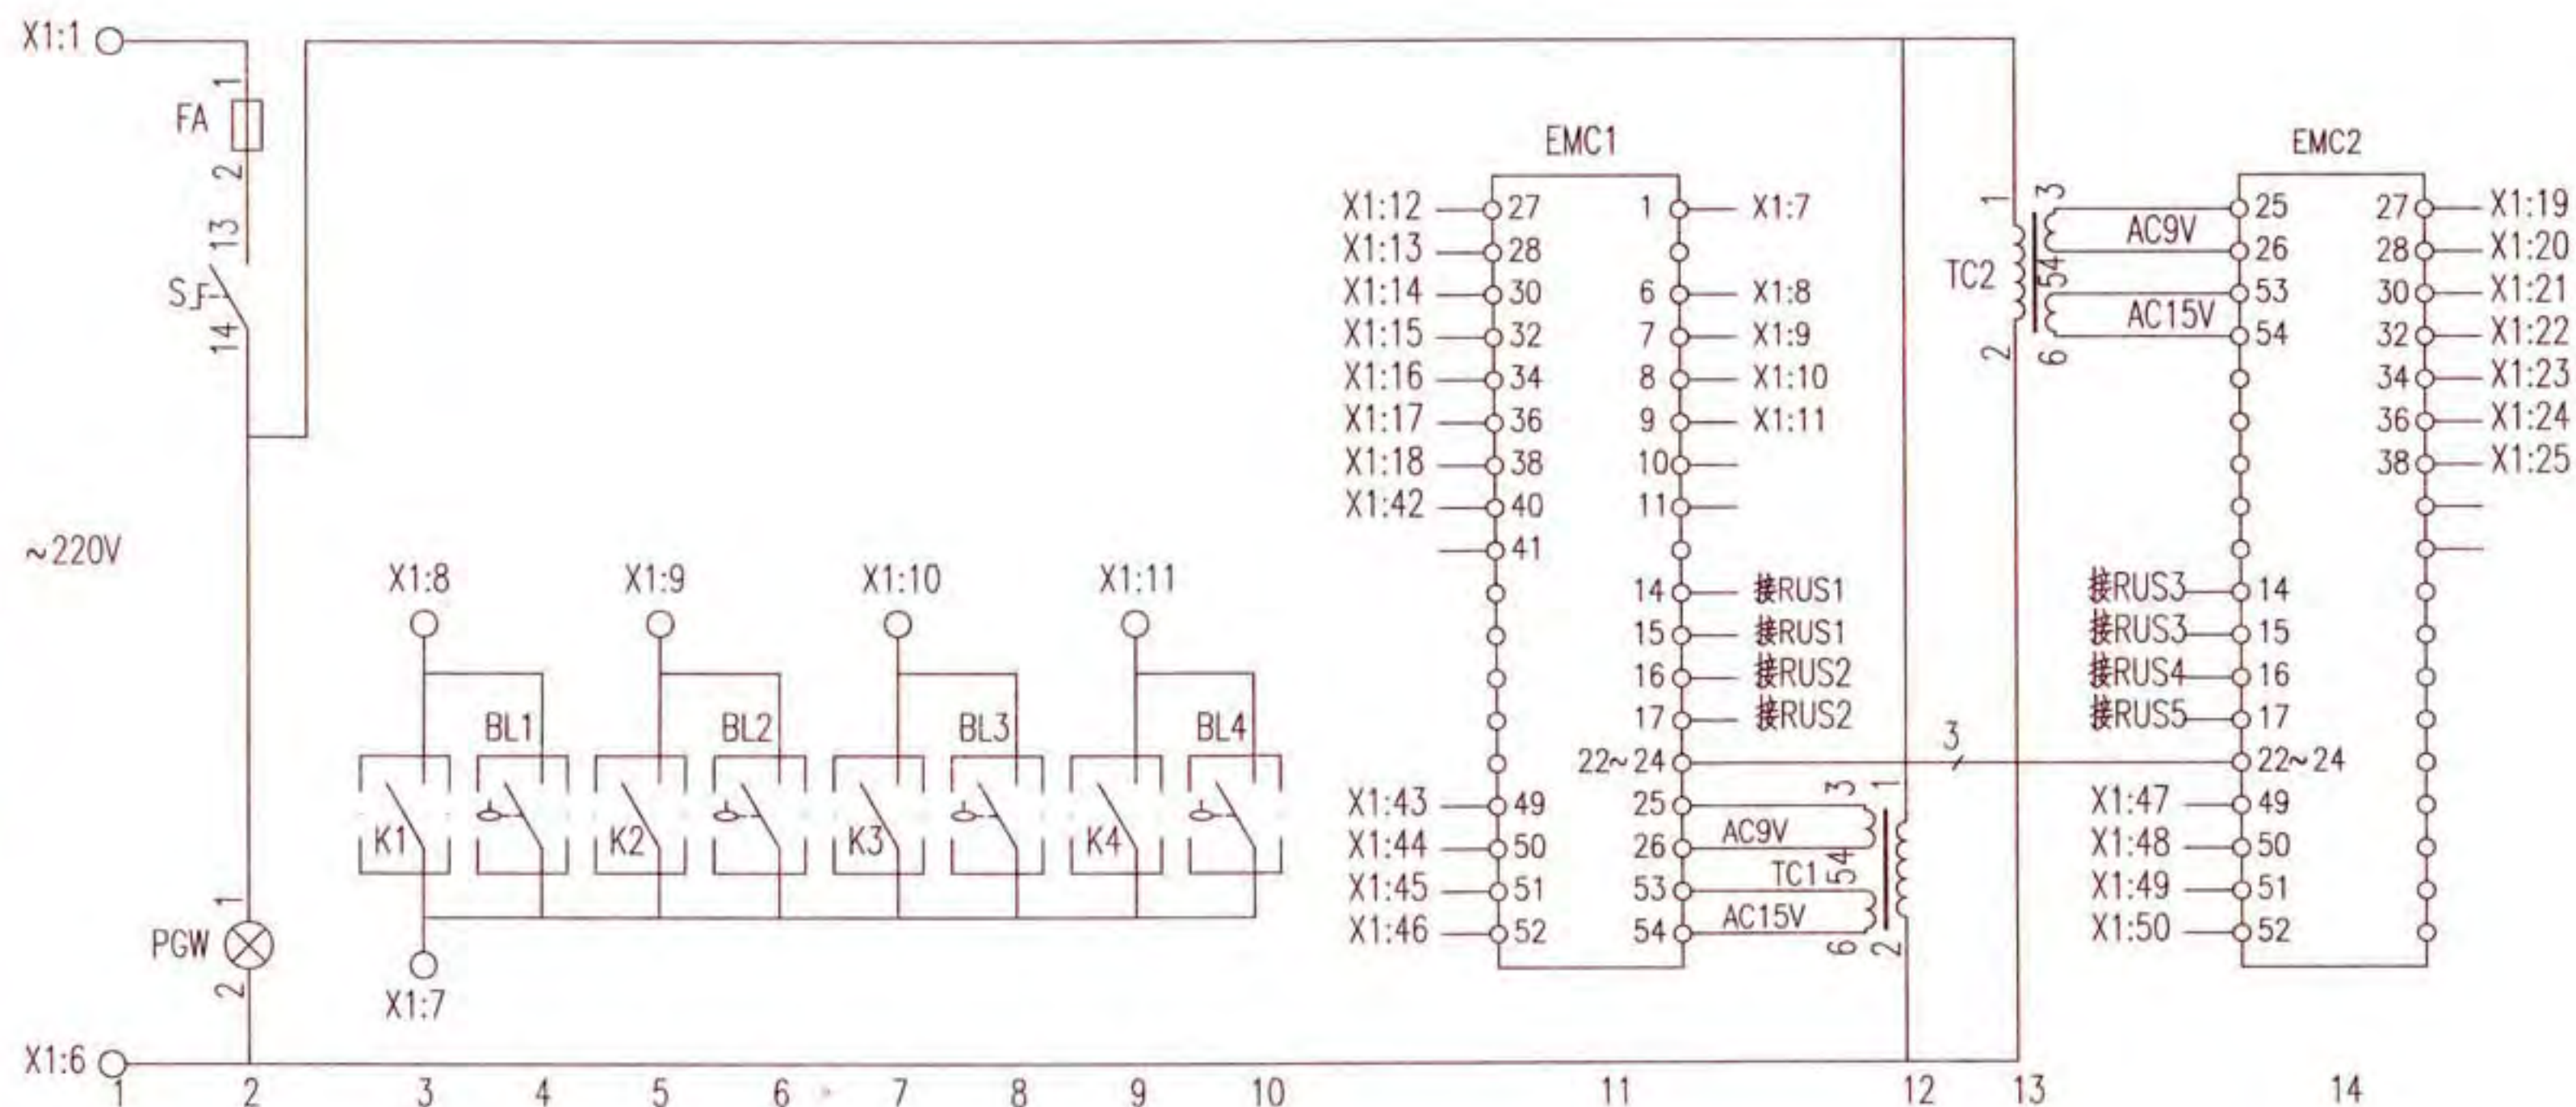 X1:1
1
FA
2
13
S
14
~220V
1
PGW
2
X1:6
X1:8
X1:9
X1:10
X1:11
BL1
BL2
BL3
BL4
K1
K2
K3
K4
X1:7
EMC1
X1:12 27
X1:13 28
X1:14 30
X1:15 32
X1:16 34
X1:17 36
X1:18 38
X1:42 40
41
X1:43 49
X1:44 50
X1:45 51
X1:46 52
1 X1:7
6 X1:8
7 X1:9
8 X1:10
9 X1:11
10
11
14 接RUS1
15 接RUS1
16 接RUS2
17 接RUS2
22~24
25
26
53
54
AC9V
AC15V
TC1
3
54
6
1
2
3
TC2
1
2
3
54
6
AC9V
AC15V
EMC2
25
26
53
54
接RUS3 14
接RUS3 15
接RUS4 16
接RUS5 17
22~24
X1:47 49
X1:48 50
X1:49 51
X1:50 52
27 X1:19
28 X1:20
30 X1:21
32 X1:22
34 X1:23
36 X1:24
38 X1:25
1 2 3 4 5 6 7 8 9 10 11 12 13 14